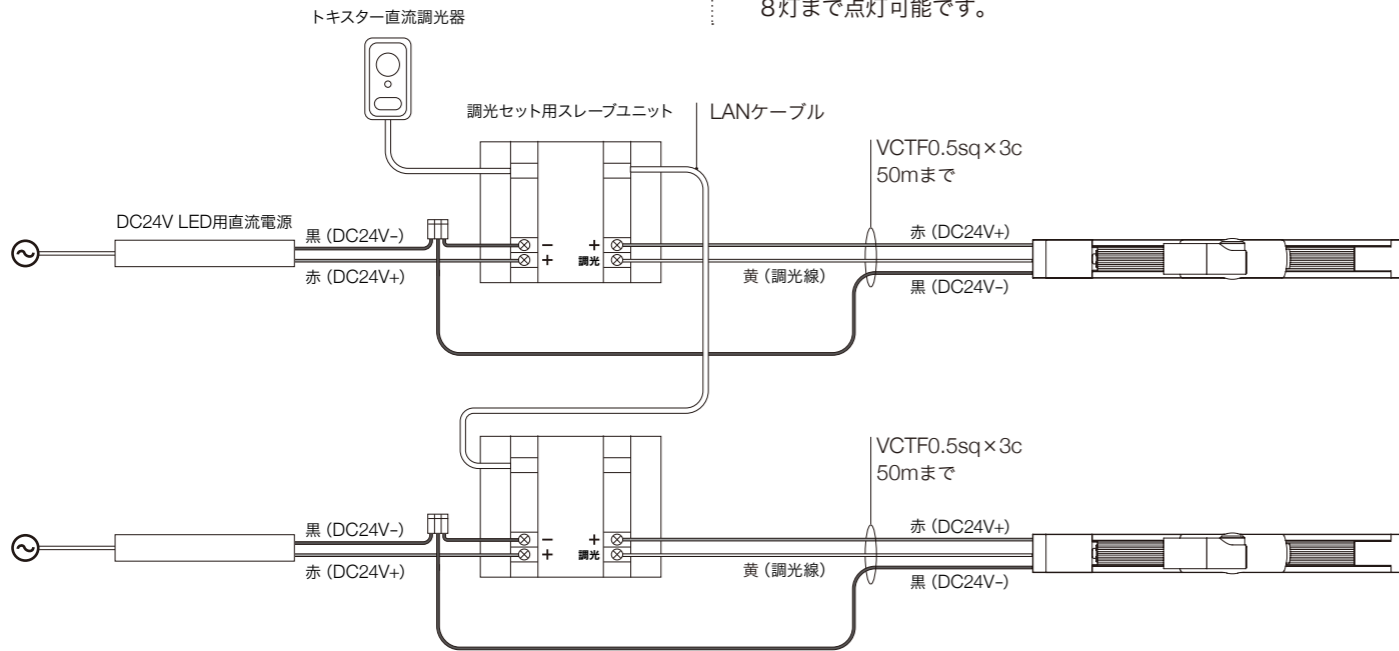 8灯まで点灯可能です。
トキスター直流調光器
調光セット用スレーブユニット
LANケーブル
VCTF0.5sq×3c
50mまで
DC24V LED用直流電源
黒 (DC24V-)
赤 (DC24V+)
−
+
+
調光
赤 (DC24V+)
黄 (調光線)
黒 (DC24V-)
VCTF0.5sq×3c
50mまで
黒 (DC24V-)
赤 (DC24V+)
−
+
+
調光
赤 (DC24V+)
黄 (調光線)
黒 (DC24V-)